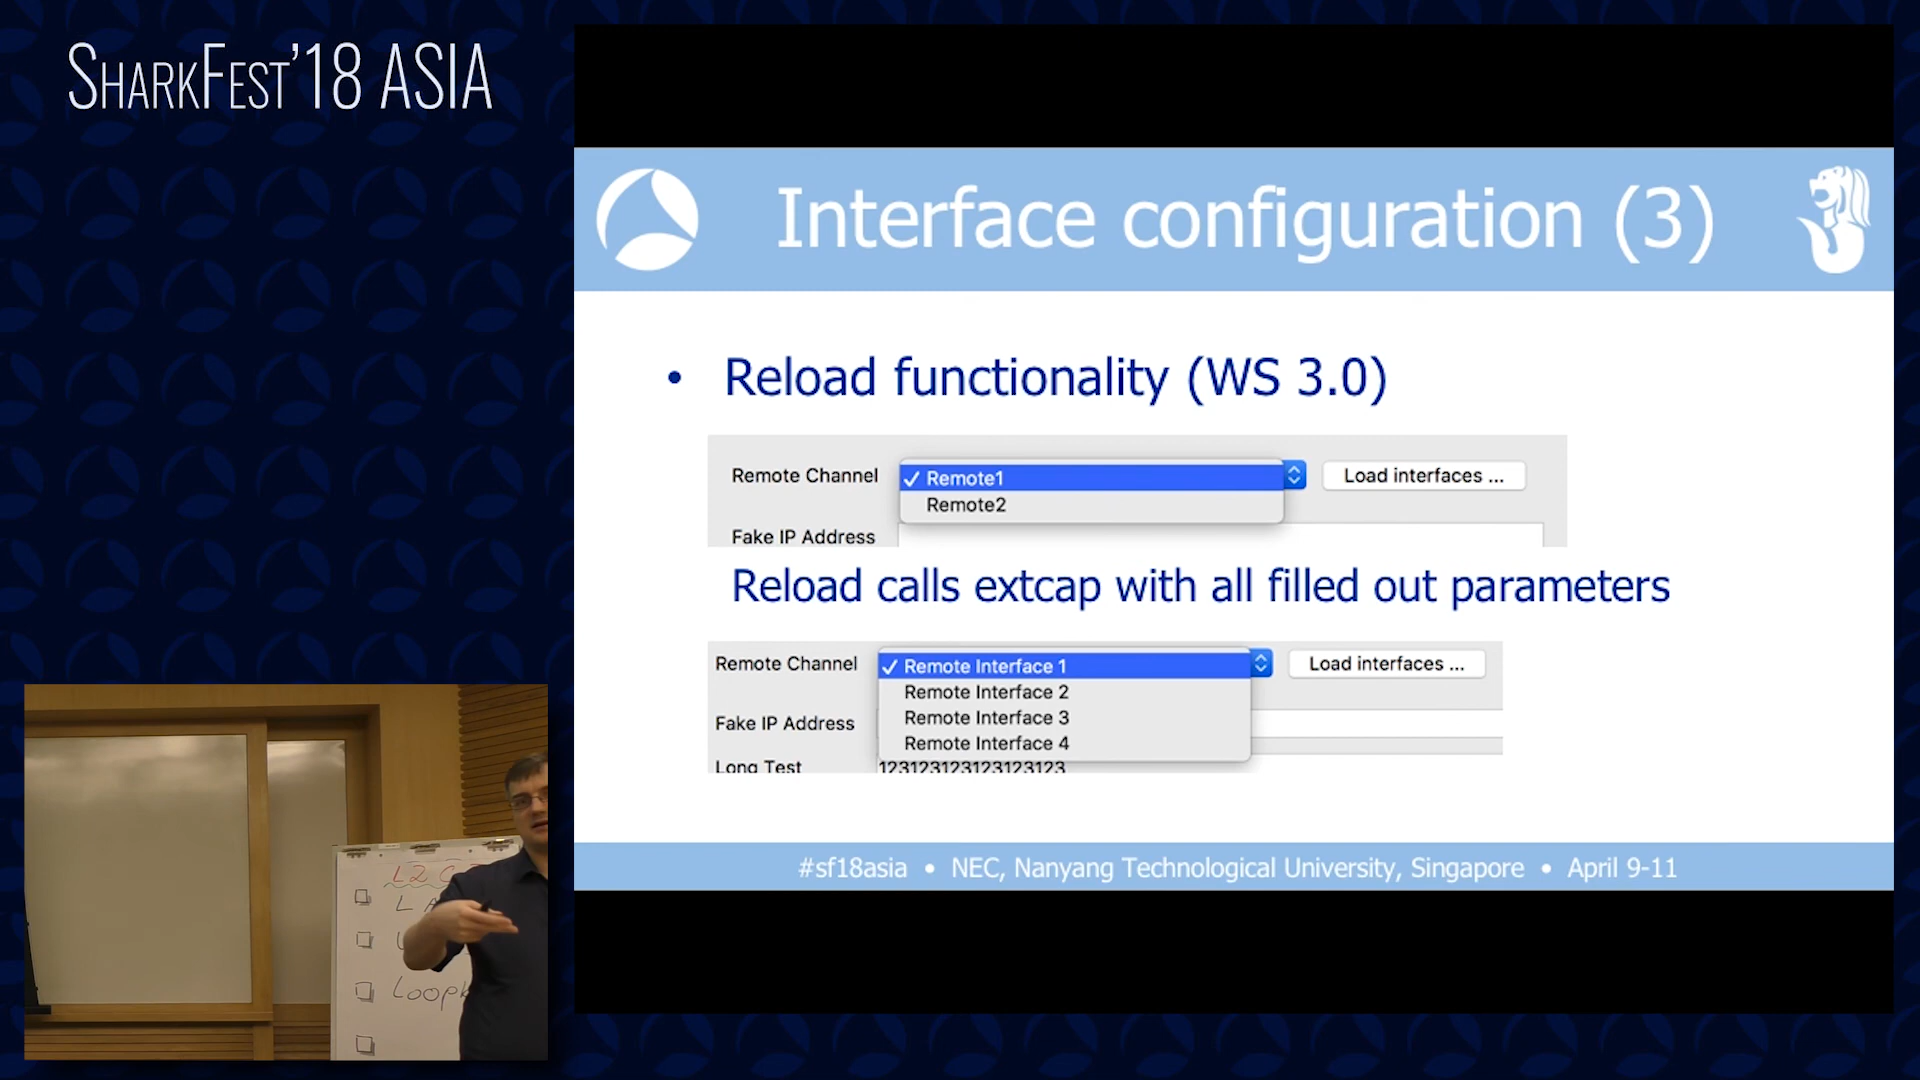 SHARKFEST'18 ASIA
Interface configuration (3)
• Reload functionality (WS 3.0)
Remote Channel ✓ Remote1 Load interfaces ...
Remote2
Fake IP Address
Reload calls extcap with all filled out parameters
Remote Channel ✓ Remote Interface 1 Load interfaces ...
Remote Interface 2
Remote Interface 3
Fake IP Address
Remote Interface 4
Long Test 123123123123123123
#sf18asia • NEC, Nanyang Technological University, Singapore • April 9-11
L2
L